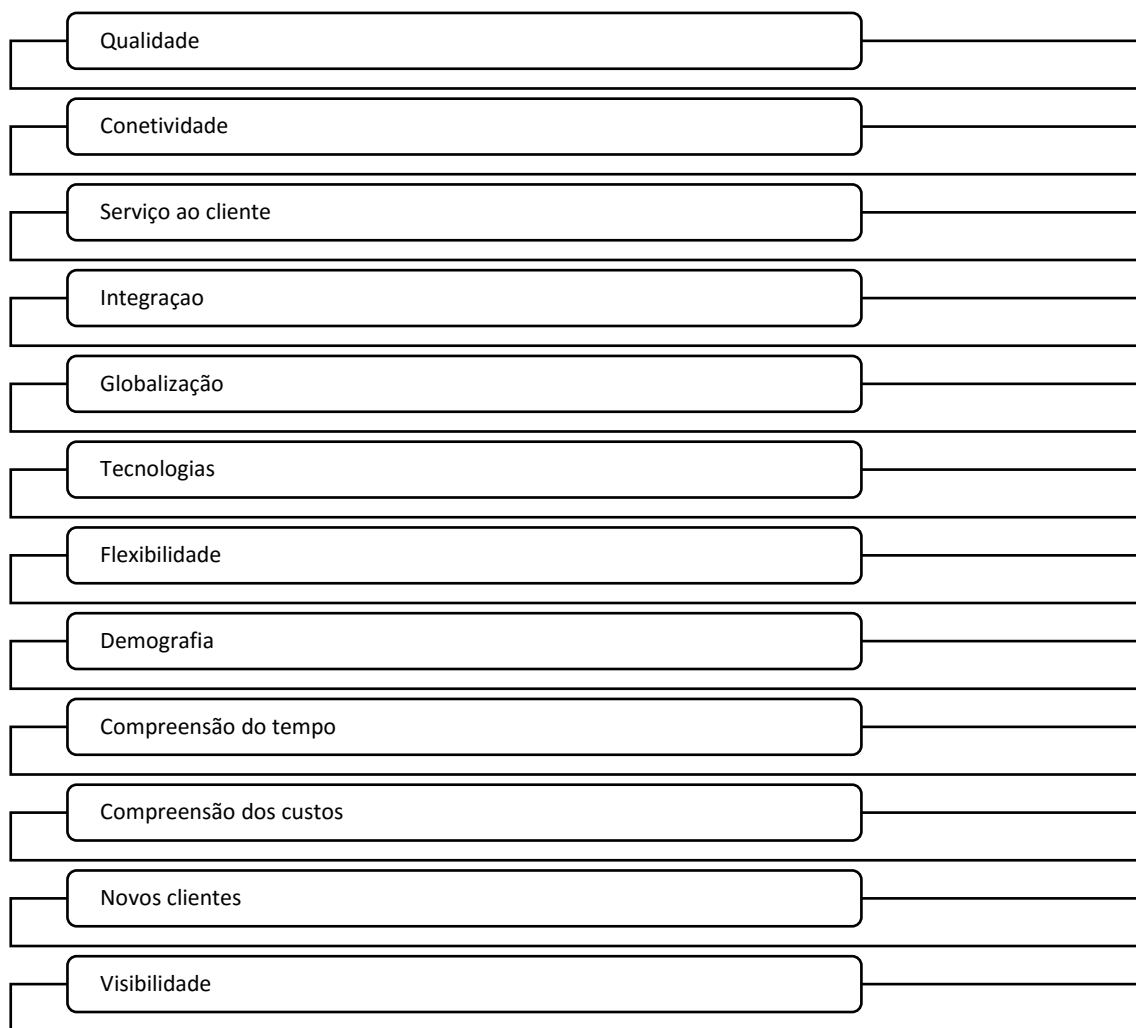 Qualidade
Conetividade
Serviço ao cliente
Integraçao
Globalização
Tecnologias
Flexibilidade
Demografia
Compreensão do tempo
Compreensão dos custos
Novos clientes
Visibilidade